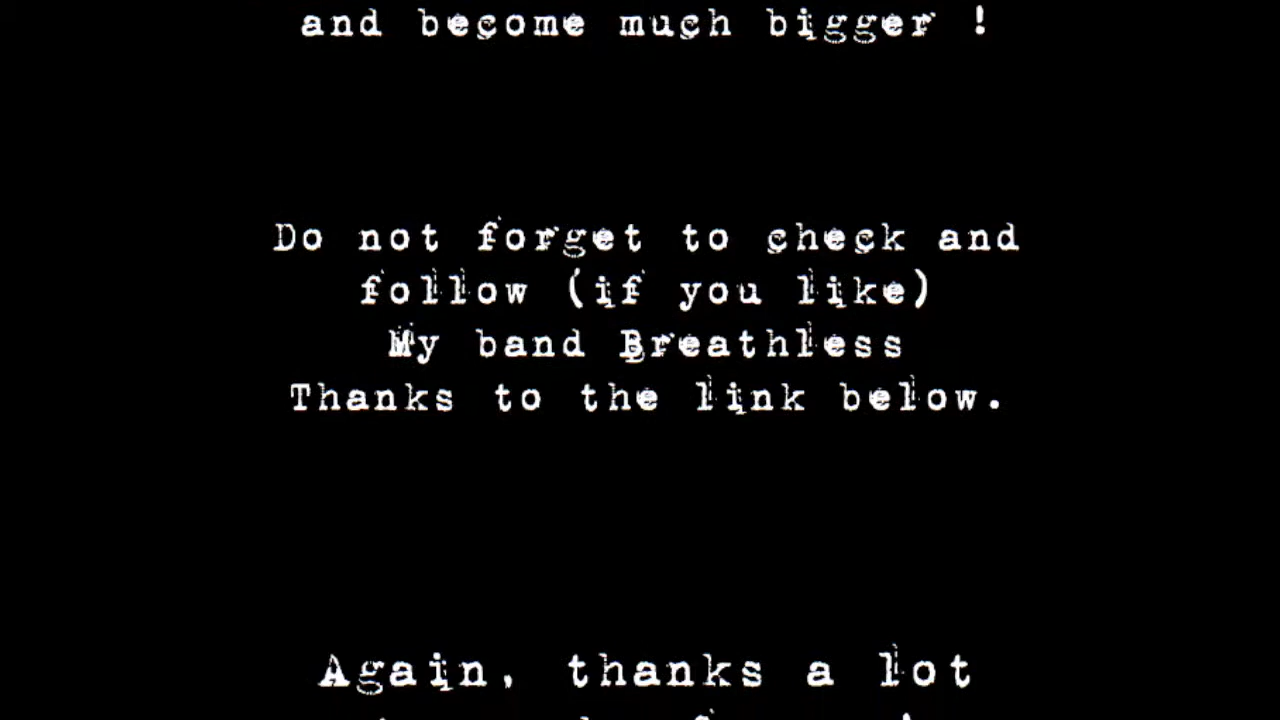 and become much bigger !
Do not forget to check and
follow (if you like)
My band Breathless
Thanks to the link below.
Again, thanks a lot